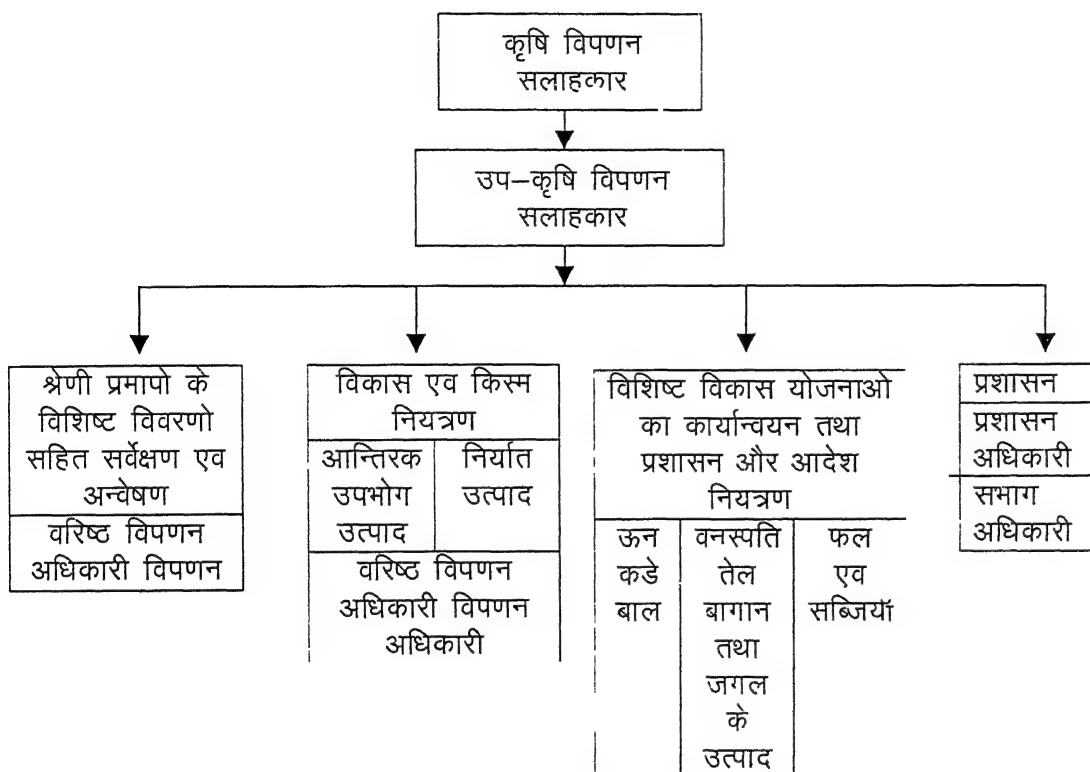 कृषि विपणन
सलाहकार
उप–कृषि विपणन
सलाहकार
श्रेणी प्रमापो के
विशिष्ट विवरणो
सहित सर्वेक्षण एव
अन्वेषण
वरिष्ठ विपणन
अधिकारी विपणन
विकास एव किस्म
नियत्रण
आन्तिरक
उपभोग
उत्पाद
निर्यात
उत्पाद
वरिष्ठ विपणन
अधिकारी विपणन
अधिकारी
विशिष्ट विकास योजनाओ
का कार्यान्वयन तथा
प्रशासन और आदेश
नियत्रण
ऊन
कडे
बाल
वनस्पति
तेल
बागान
तथा
जगल
के
उत्पाद
फल
एव
सब्जियॉ
प्रशासन
प्रशासन
अधिकारी
सभाग
अधिकारी